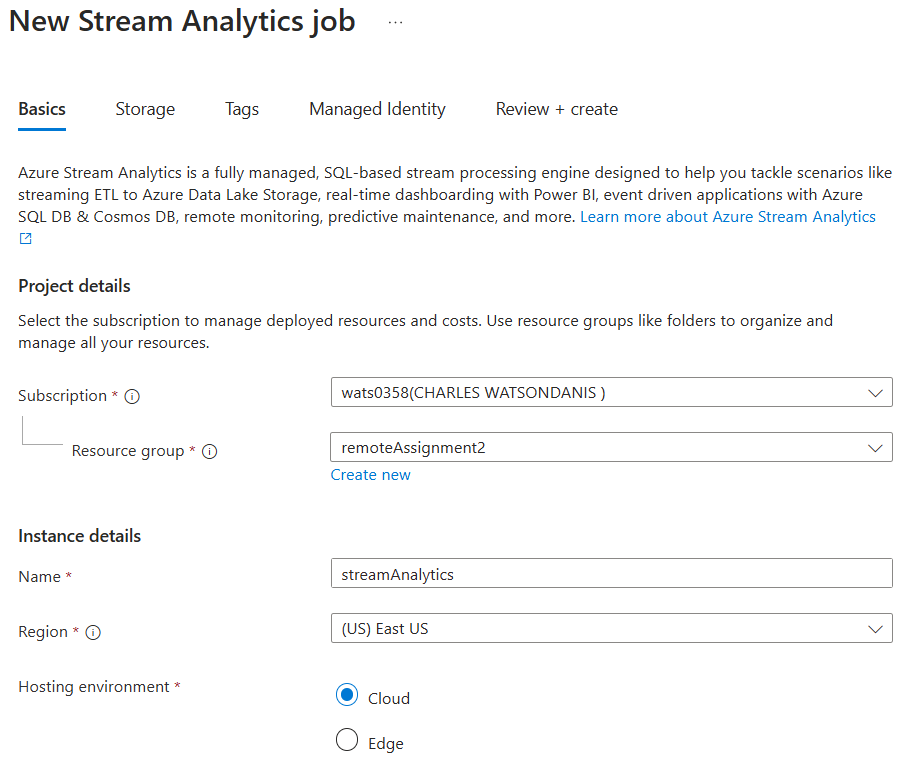 New Stream Analytics job ...
Basics Storage Tags Managed Identity Review + create
Azure Stream Analytics is a fully managed, SQL-based stream processing engine designed to help you tackle scenarios like
streaming ETL to Azure Data Lake Storage, real-time dashboarding with Power BI, event driven applications with Azure
SQL DB & Cosmos DB, remote monitoring, predictive maintenance, and more. Learn more about Azure Stream Analytics
Project details
Select the subscription to manage deployed resources and costs. Use resource groups like folders to organize and
manage all your resources.
Subscription * wats0358(CHARLES WATSONDANIS )
Resource group * remoteAssignment2
Create new
Instance details
Name * streamAnalytics
Region * (US) East US
Hosting environment * Cloud
Edge